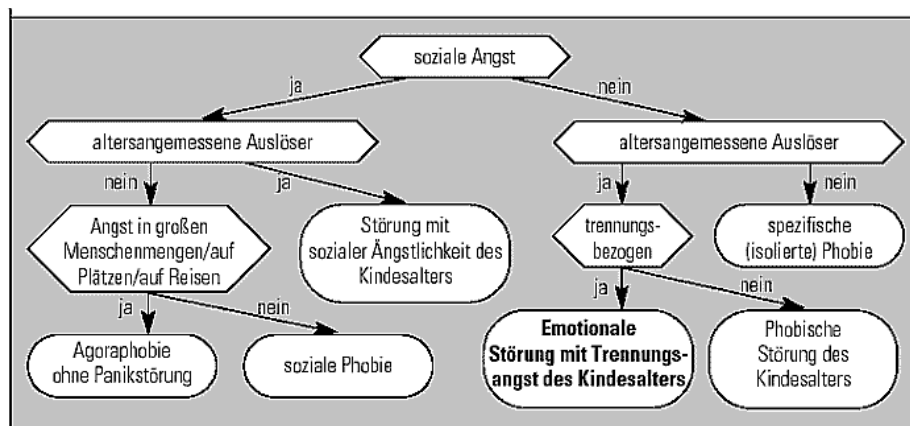 soziale Angst
ja
nein
altersangemessene Auslöser
altersangemessene Auslöser
nein
ja
ja
nein
Angst in großen
Menschenmengen/auf
Plätzen/auf Reisen
Störung mit
sozialer Ängstlichkeit des
Kindesalters
trennungs-
bezogen
spezifische
(isolierte) Phobie
ja
nein
ja
nein
Agoraphobie
ohne Panikstörung
soziale Phobie
Emotionale
Störung mit Trennungs-
angst des Kindesalters
Phobische
Störung des
Kindesalters